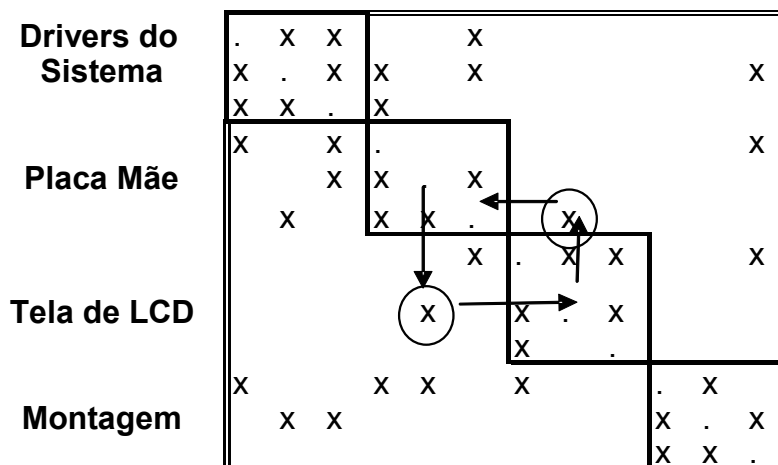 Drivers do . X X X
Sistema X . X X X X
X X . X
X X . X
Placa Mãe X X X
X X X . X
X . X X X
Tela de LCD X X . X
X .
X X X X . X
Montagem X X X . X
X X .